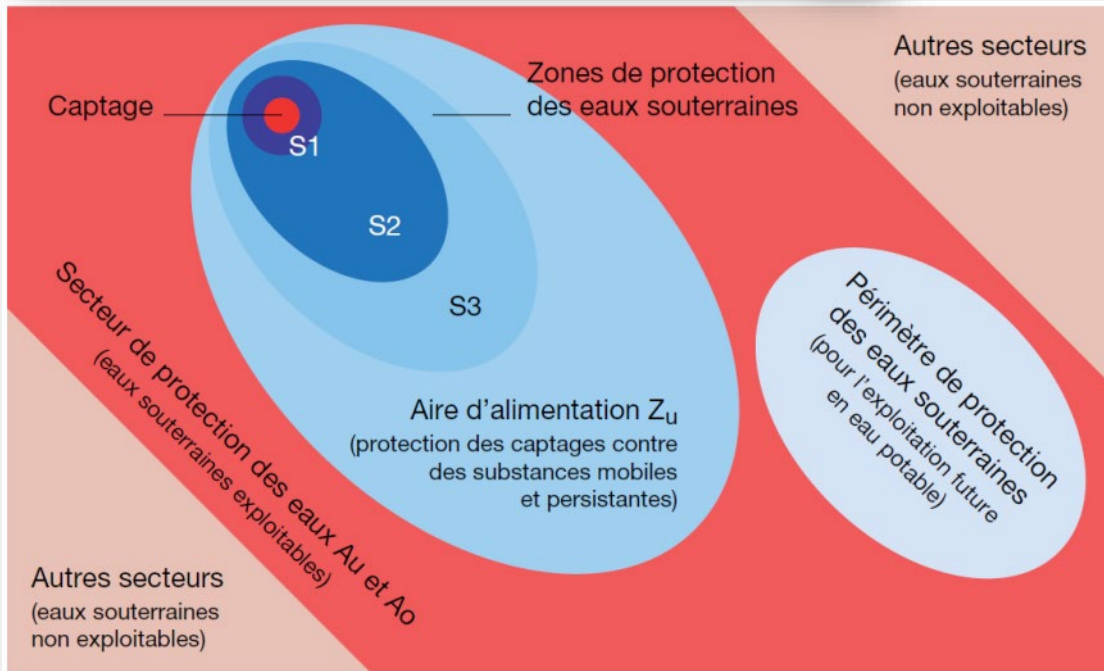 Autres secteurs
(eaux souterraines
non exploitables)
Captage
Zones de protection
des eaux souterraines
S1
S2
S3
Secteur de protection des eaux Au et Ao
(eaux souterraines exploitables)
Aire d'alimentation Zu
(protection des captages contre
des substances mobiles
et persistantes)
Périmètre de protection
des eaux souterraines
(pour l'exploitation future
en eau potable)
Autres secteurs
(eaux souterraines
non exploitables)